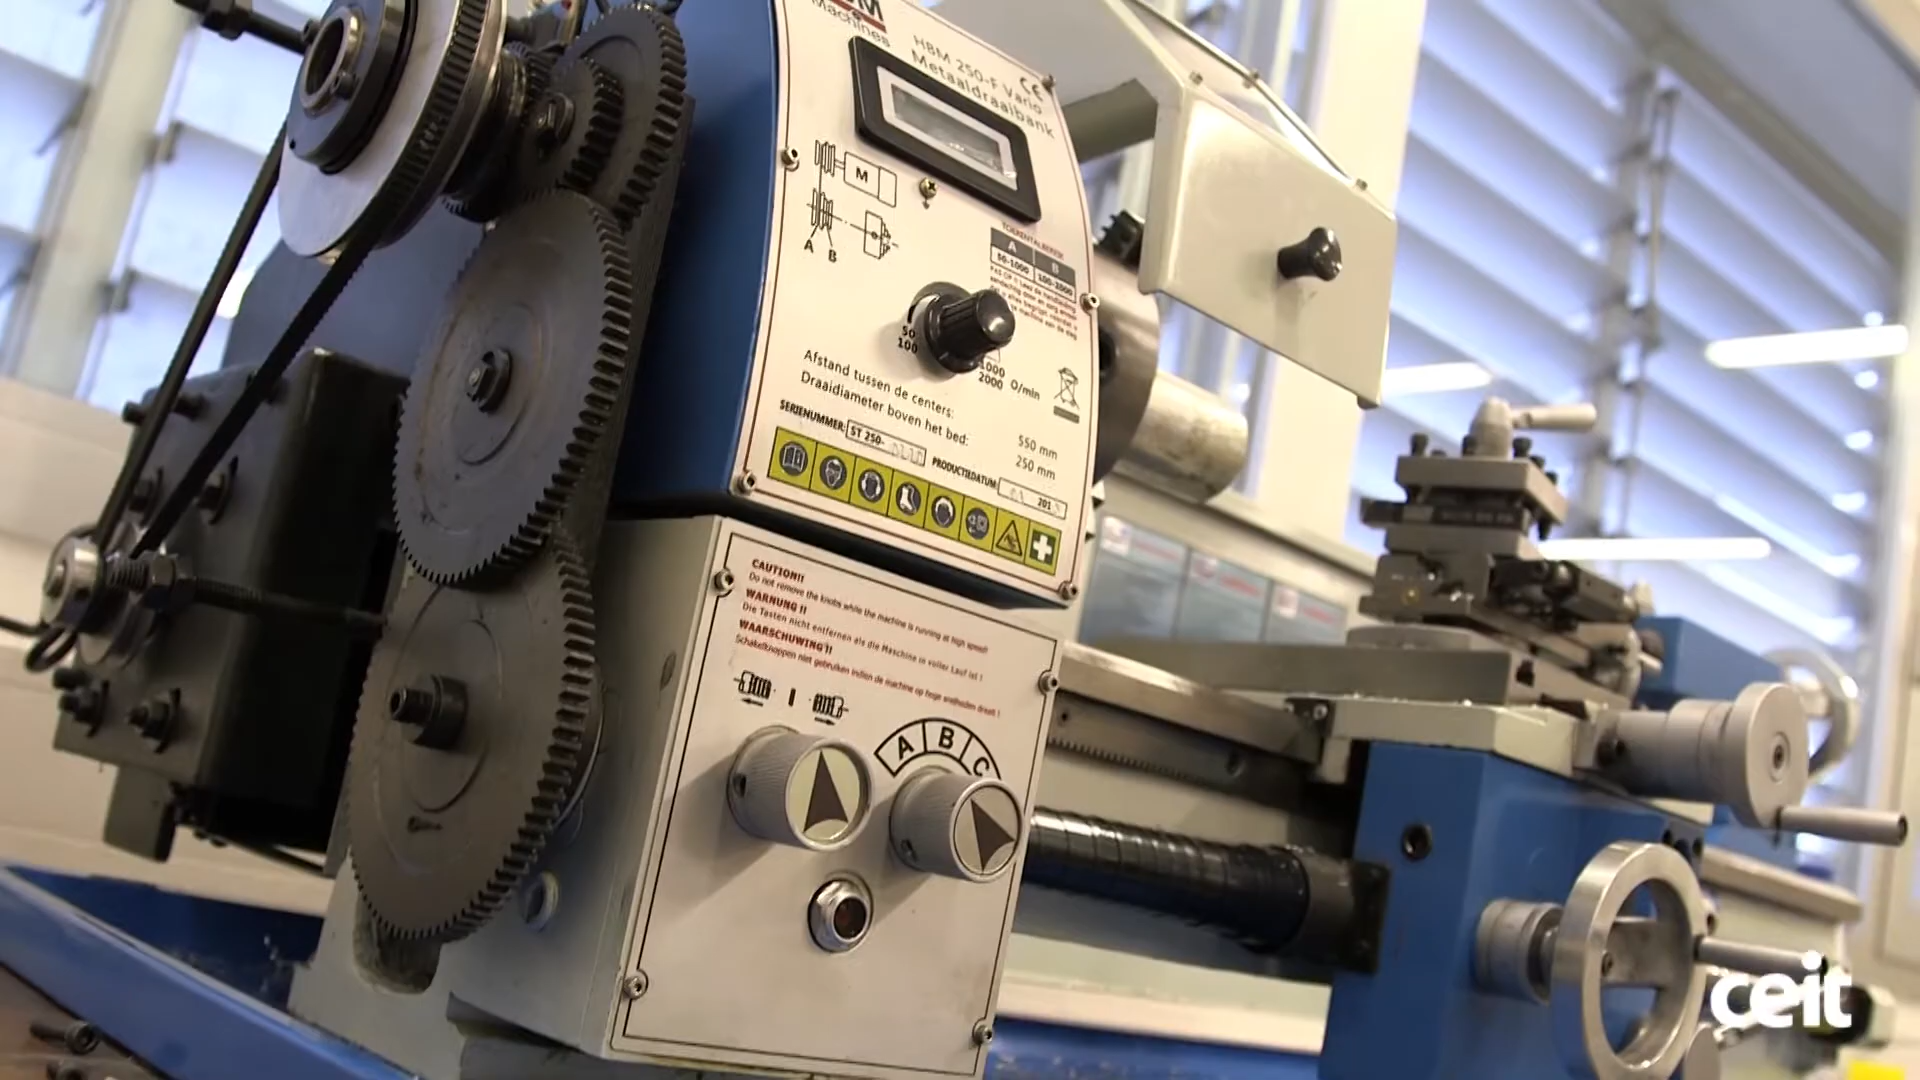 Machines
HBM 250-F Vario
Metaaldraaibank
CE
M
A
B
TOERENTALBEREIK
A B
50-1000 100-2000
50
100
1000
2000 O/min
Afstand tussen de centers: 550 mm
Draaidiameter boven het bed: 250 mm
SERIENUMMER: ST 250-
PRODUCTIEDATUM: 201
CAUTION!!
Do not remove the knobs while the machine is running at high speed!
WARNUNG !!
Die Tasten nicht entfernen als die Maschine in voller Lauf ist !
WAARSCHUWING !!
Schakelknoppen niet gebruiken indien de machine op hoge snelheden draait !
A B C
ceit